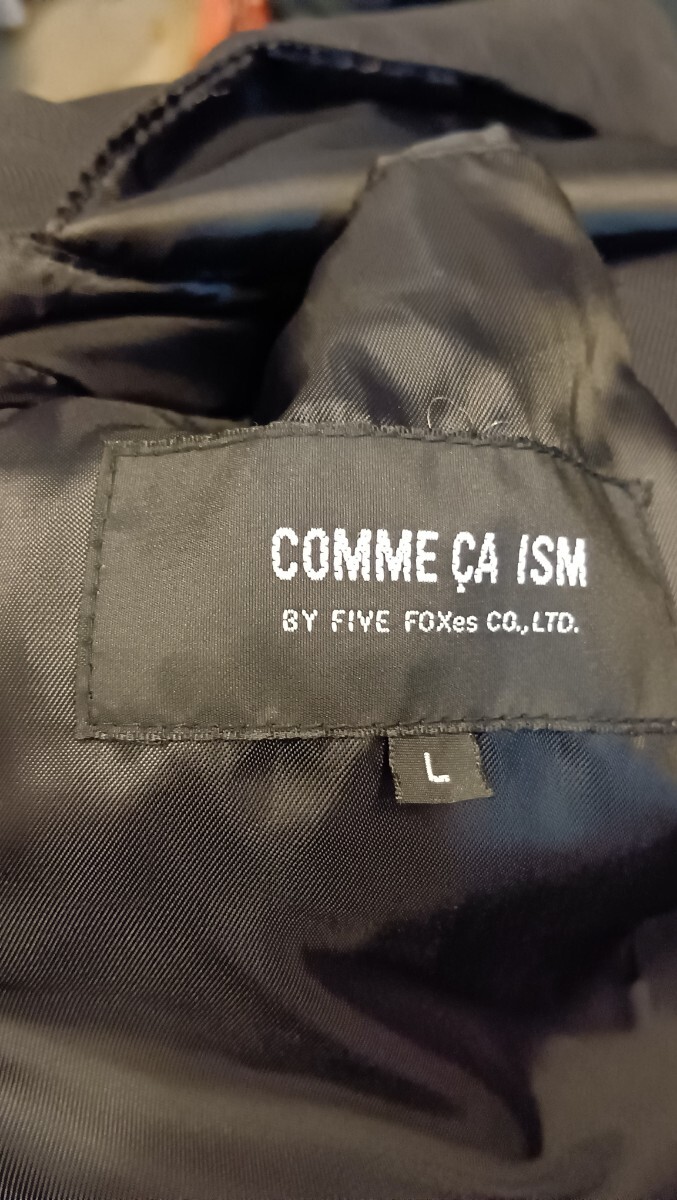 COMME ÇA ISM
BY FIVE FOXes CO.,LTD.
L